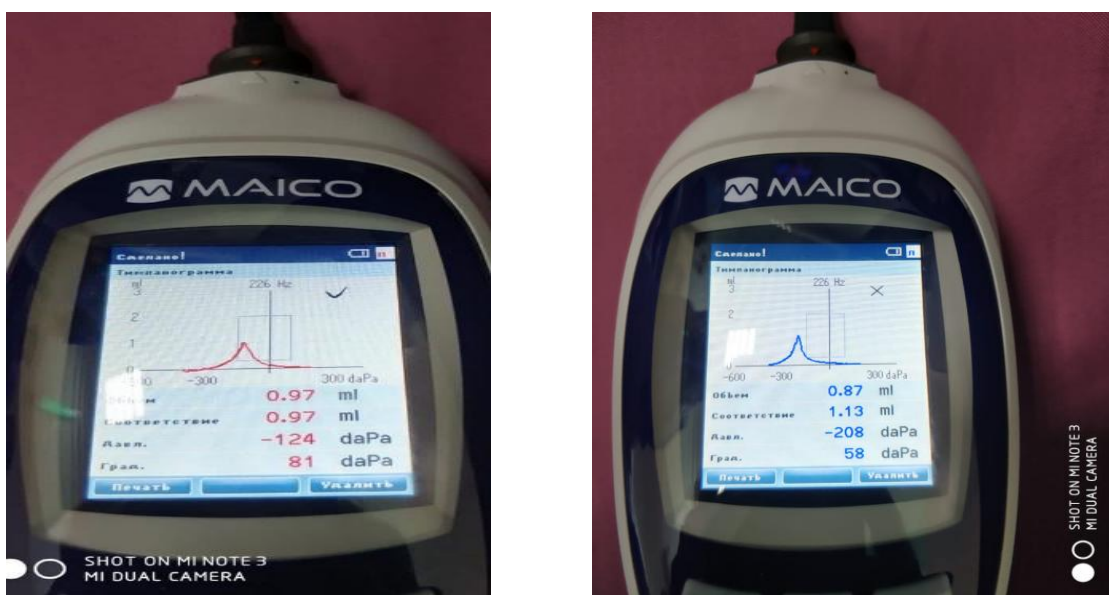 MAICO
Сделано! п
Тимпанограмма
ml 226 Hz
3
2
1
0
-300 300 daPa
Объем 0.97 ml
Соответствие 0.97 ml
Давл. -124 daPa
Град. 81 daPa
Печать Удалить
SHOT ON MI NOTE 3
MI DUAL CAMERA
MAICO
Сделано! п
Тимпанограмма
ml 226 Hz
3
2
0
-600 -300 300 daPa
Объем 0.87 ml
Соответствие 1.13 ml
Давл. -208 daPa
Град. 58 daPa
Печать Удалить
SHOT ON MI NOTE 3
MI DUAL CAMERA